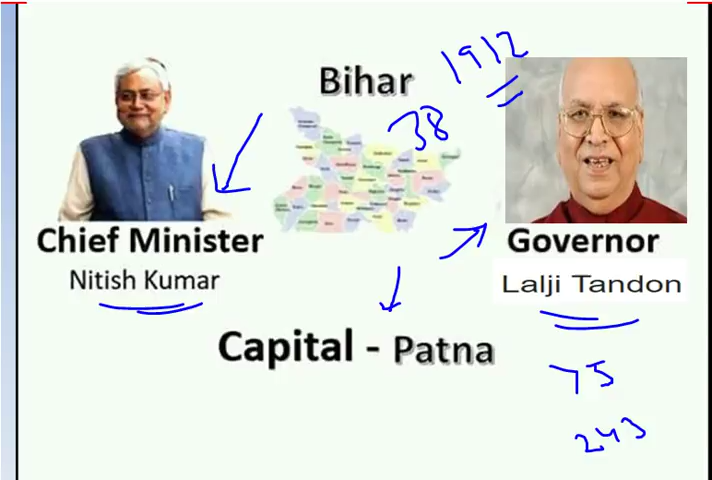 1912
Bihar
38
Chief Minister
Nitish Kumar
Governor
Lalji Tandon
Capital - Patna
75
243